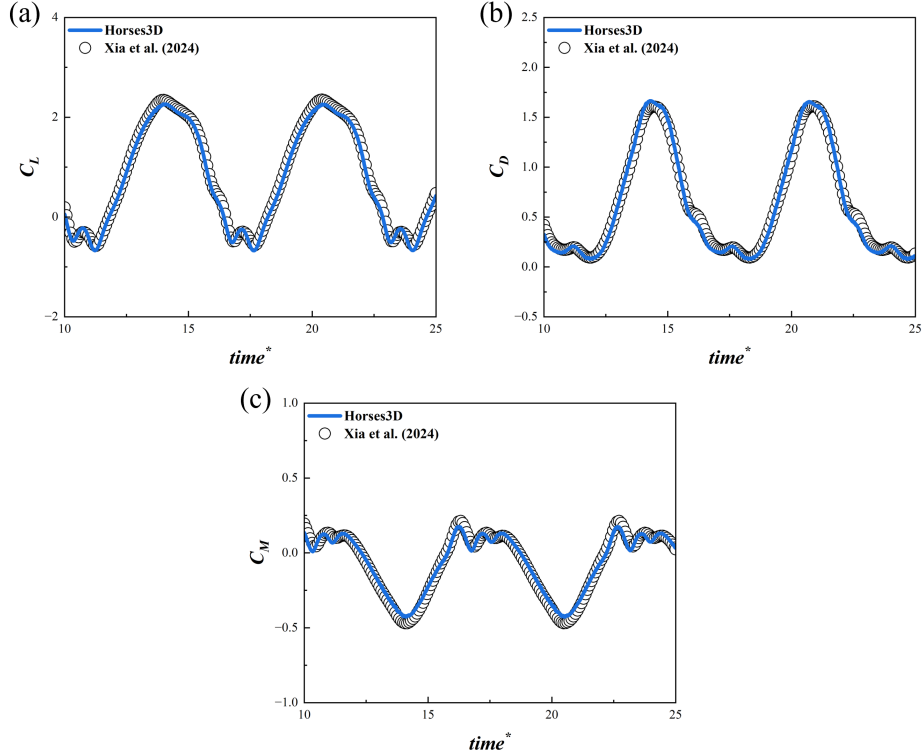 (a)
4
2
0
−2
C_L
Horses3D
Xia et al. (2024)
10
15
20
25
time*
(b)
2.5
2.0
1.5
1.0
0.5
0.0
−0.5
C_D
Horses3D
Xia et al. (2024)
10
15
20
25
time*
(c)
1.0
0.5
0.0
−0.5
−1.0
C_M
Horses3D
Xia et al. (2024)
10
15
20
25
time*